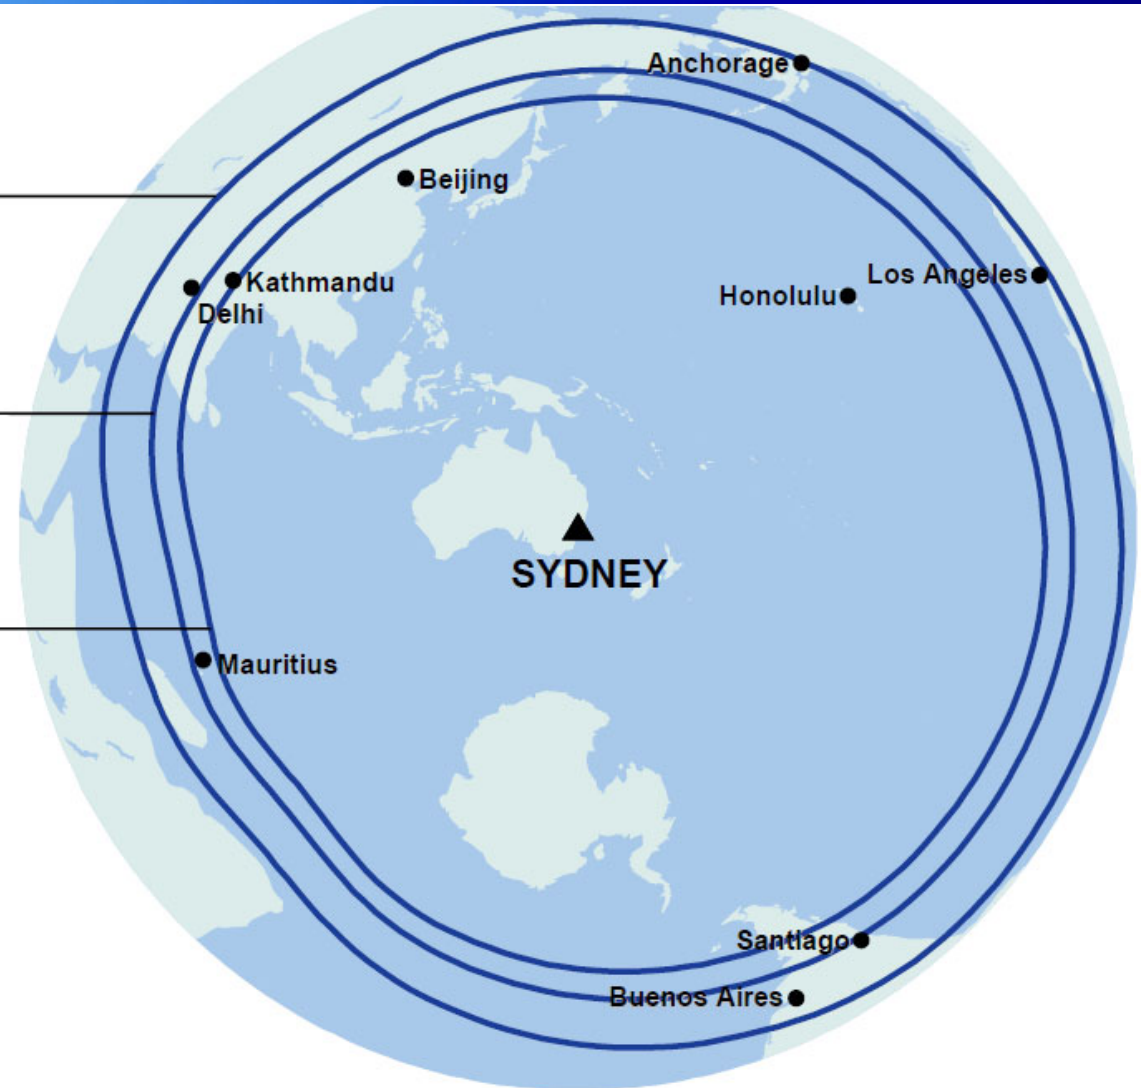 Anchorage
Beijing
Los Angeles
Kathmandu
Honolulu
Delhi
SYDNEY
Mauritius
Santiago
Buenos Aires